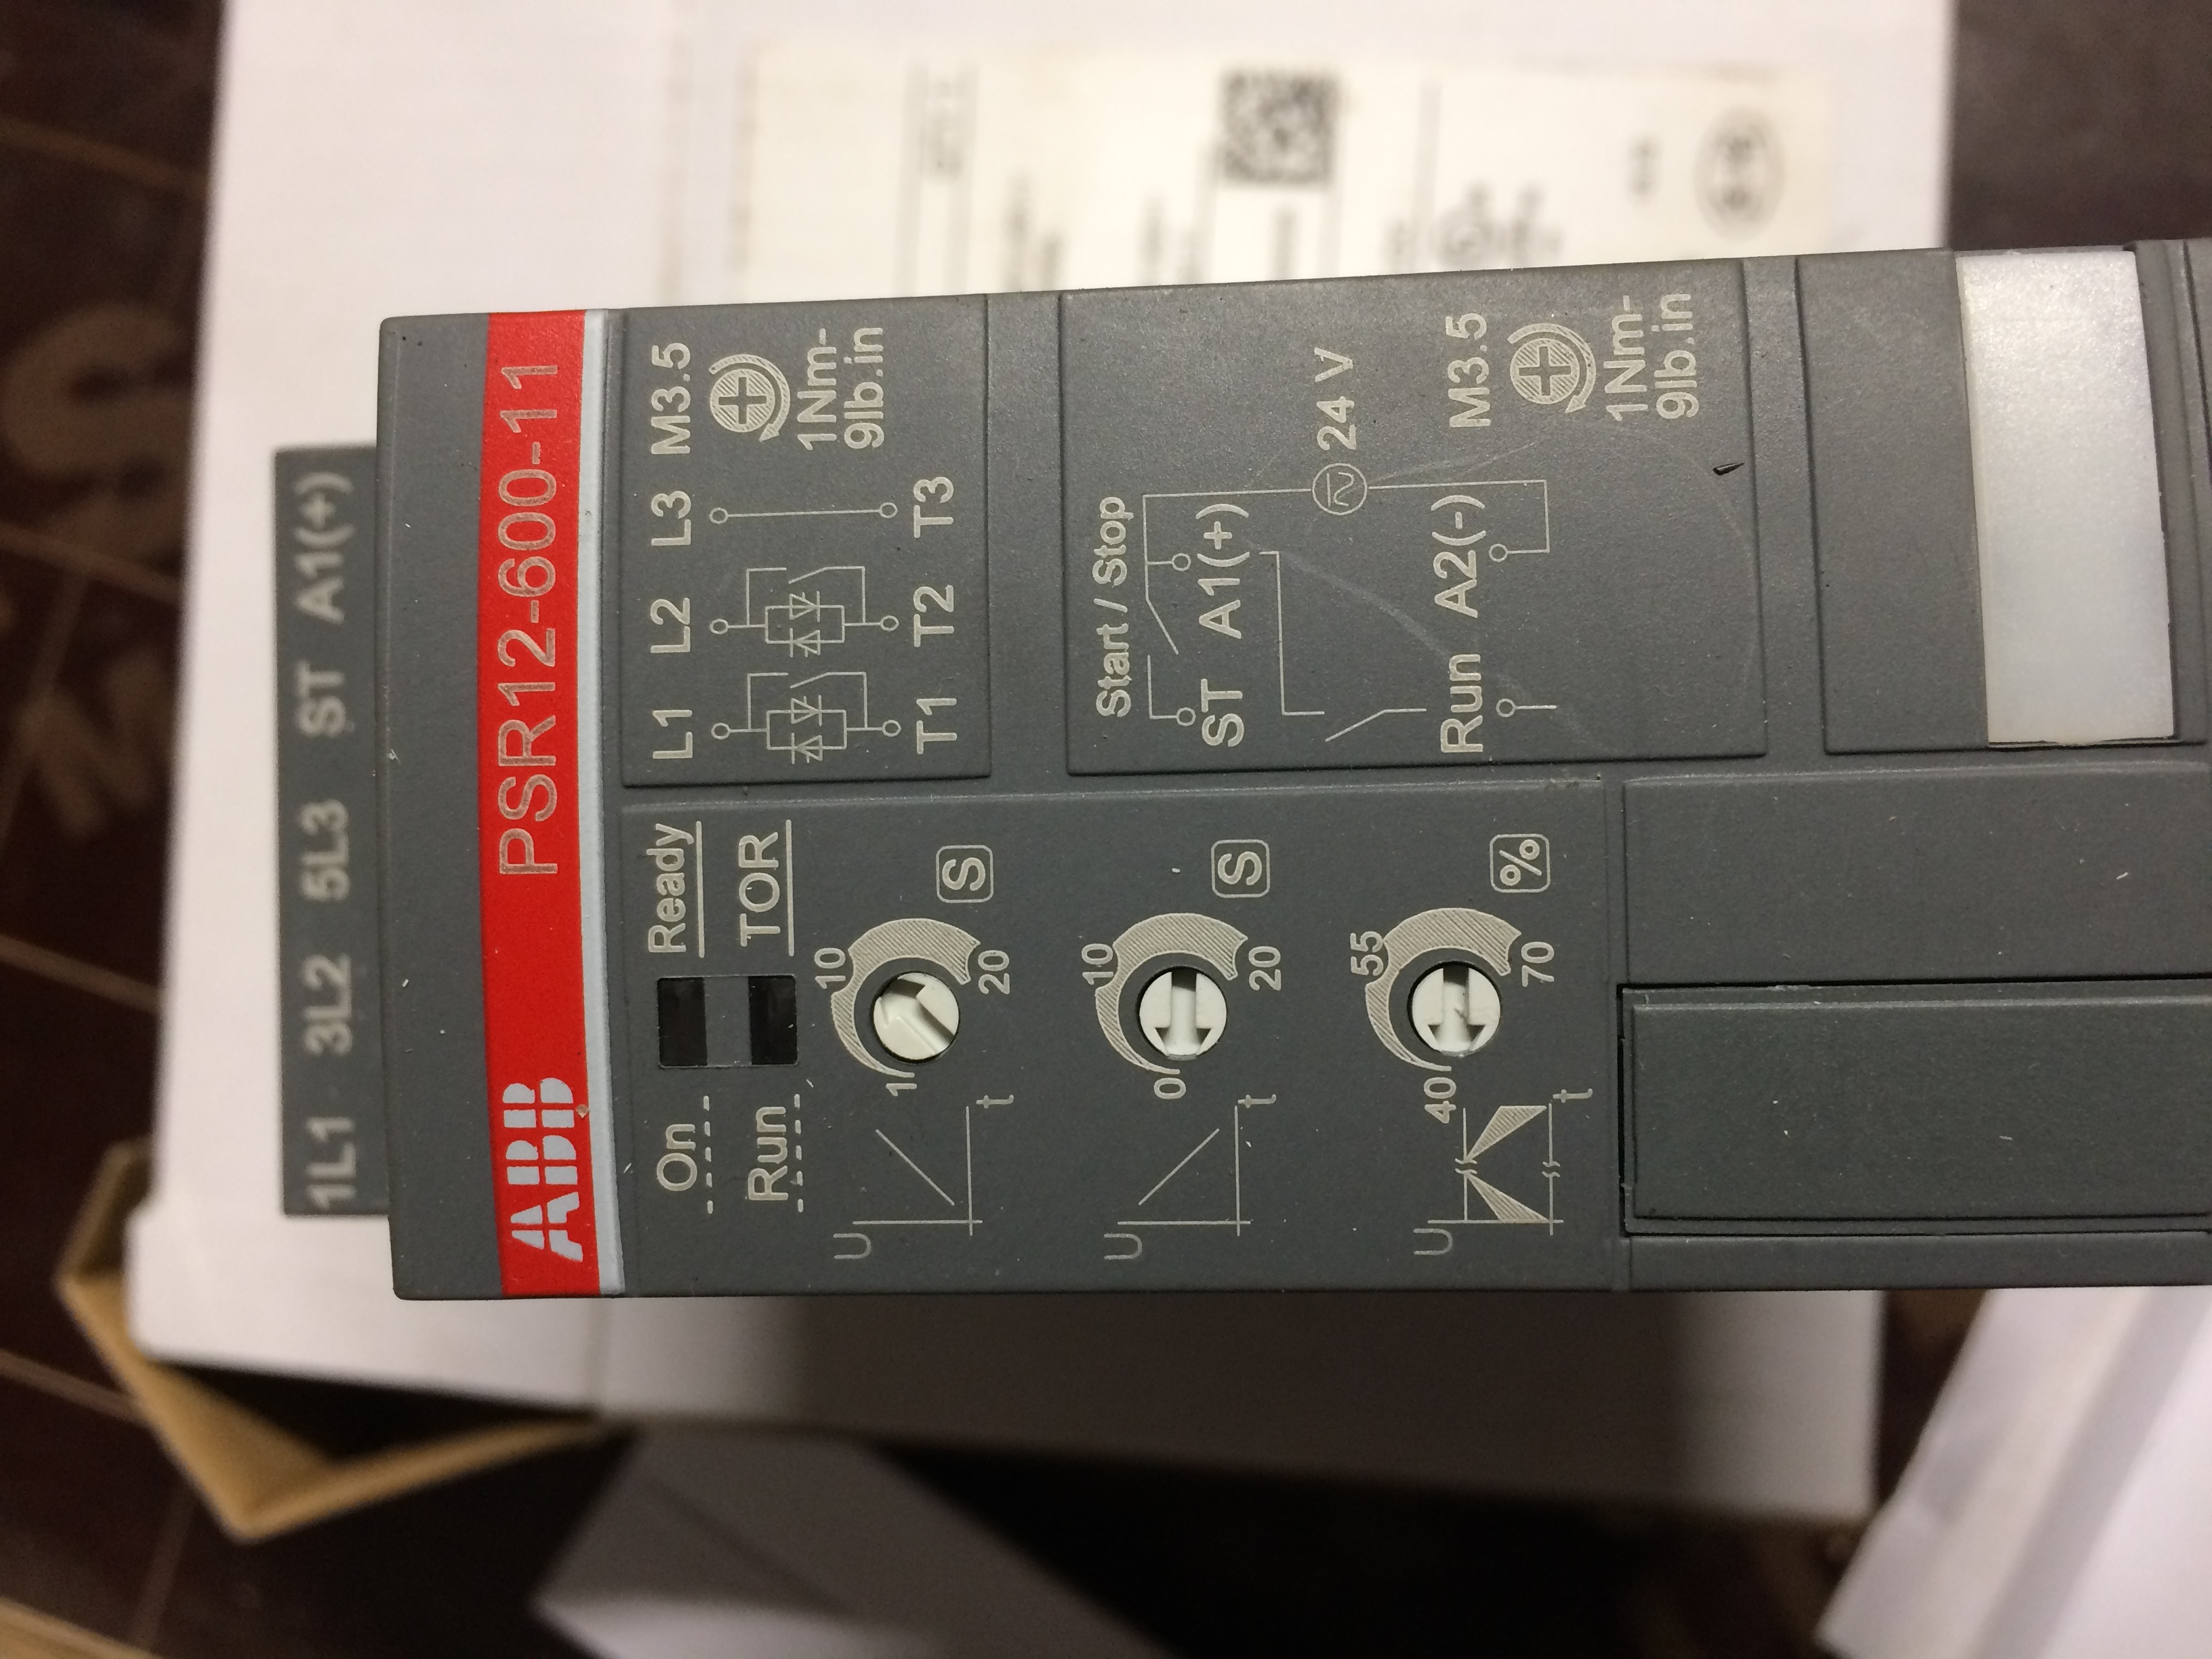 1L1 3L2 5L3 ST A1(+)
ABB PSR12-600-11
On Ready
Run TOR
L1 L2 L3 M3.5
1Nm-
9lb.in
T1 T2 T3
U
t
1 10 20
S
U
t
0 10 20
S
U
t
40 55 70
%
Start / Stop
ST A1(+)
24 V
Run A2(-)
M3.5
1Nm-
9lb.in